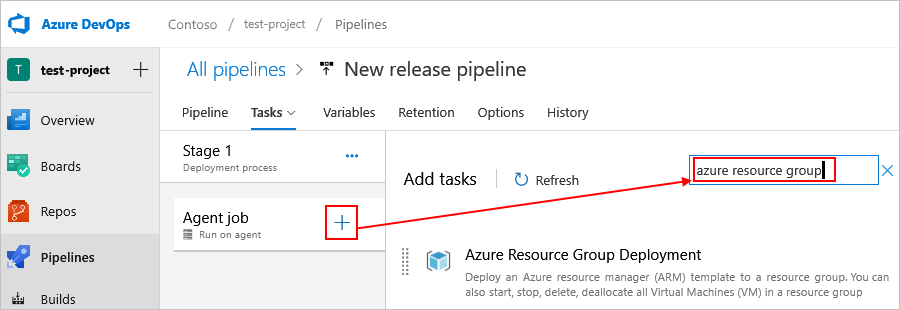 Azure DevOps
Contoso / test-project / Pipelines
T test-project
Overview
Boards
Repos
Pipelines
Builds
All pipelines > New release pipeline
Pipeline Tasks Variables Retention Options History
Stage 1
Deployment process
Agent job
Run on agent
Add tasks
Refresh
azure resource group
Azure Resource Group Deployment
Deploy an Azure resource manager (ARM) template to a resource group. You can
also start, stop, delete, deallocate all Virtual Machines (VM) in a resource group